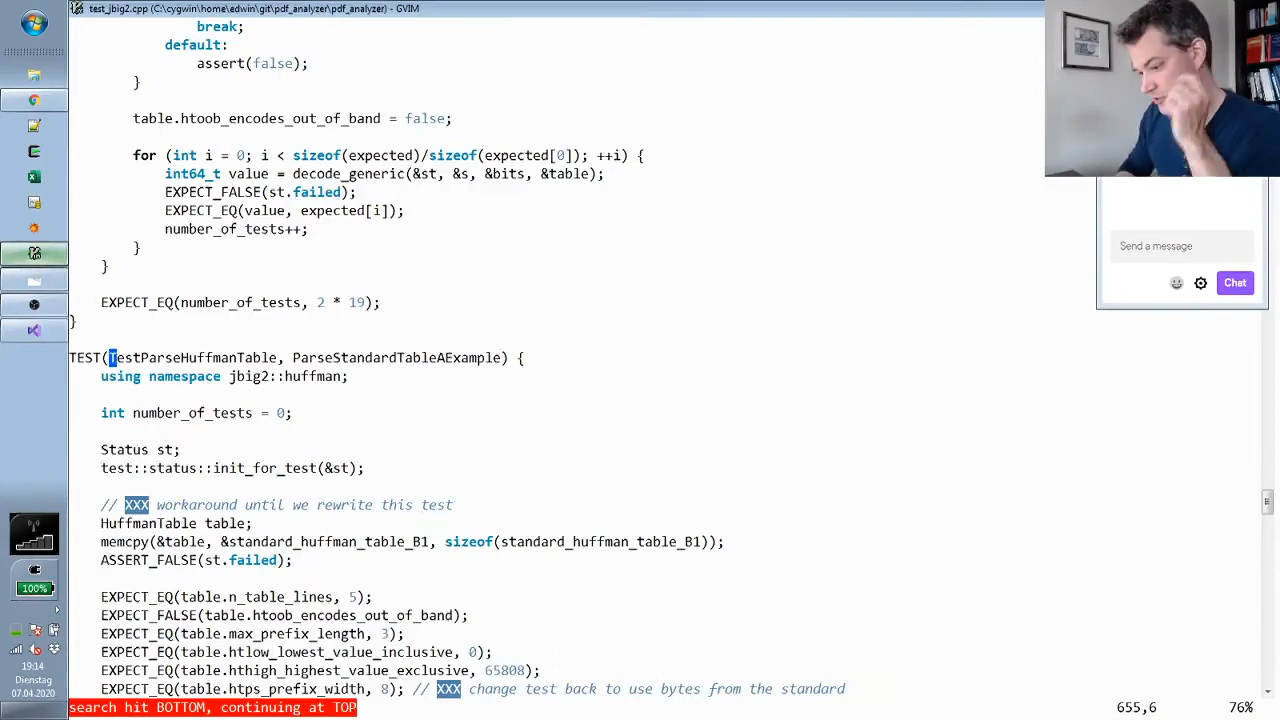 test_jbig2.cpp (C:\cygwin\home\edwin\git\pdf_analyzer\pdf_analyzer) - GVIM
break;
default:
assert(false);
}
table.htoob_encodes_out_of_band = false;
for (int i = 0; i < sizeof(expected)/sizeof(expected[0]); ++i) {
int64_t value = decode_generic(&st, &s, &bits, &table);
EXPECT_FALSE(st.failed);
EXPECT_EQ(value, expected[i]);
number_of_tests++;
}
}
EXPECT_EQ(number_of_tests, 2 * 19);
}
TEST(TestParseHuffmanTable, ParseStandardTableAExample) {
using namespace jbig2::huffman;
int number_of_tests = 0;
Status st;
test::status::init_for_test(&st);
// XXX workaround until we rewrite this test
HuffmanTable table;
memcpy(&table, &standard_huffman_table_B1, sizeof(standard_huffman_table_B1));
ASSERT_FALSE(st.failed);
EXPECT_EQ(table.n_table_lines, 5);
EXPECT_FALSE(table.htoob_encodes_out_of_band);
EXPECT_EQ(table.max_prefix_length, 3);
EXPECT_EQ(table.htlow_lowest_value_inclusive, 0);
EXPECT_EQ(table.hthigh_highest_value_exclusive, 65808);
EXPECT_EQ(table.htps_prefix_width, 8); // XXX change test back to use bytes from the standard
search hit BOTTOM, continuing at TOP
655,6
76%
Send a message
Chat
100%
19:14
Dienstag
07.04.2020